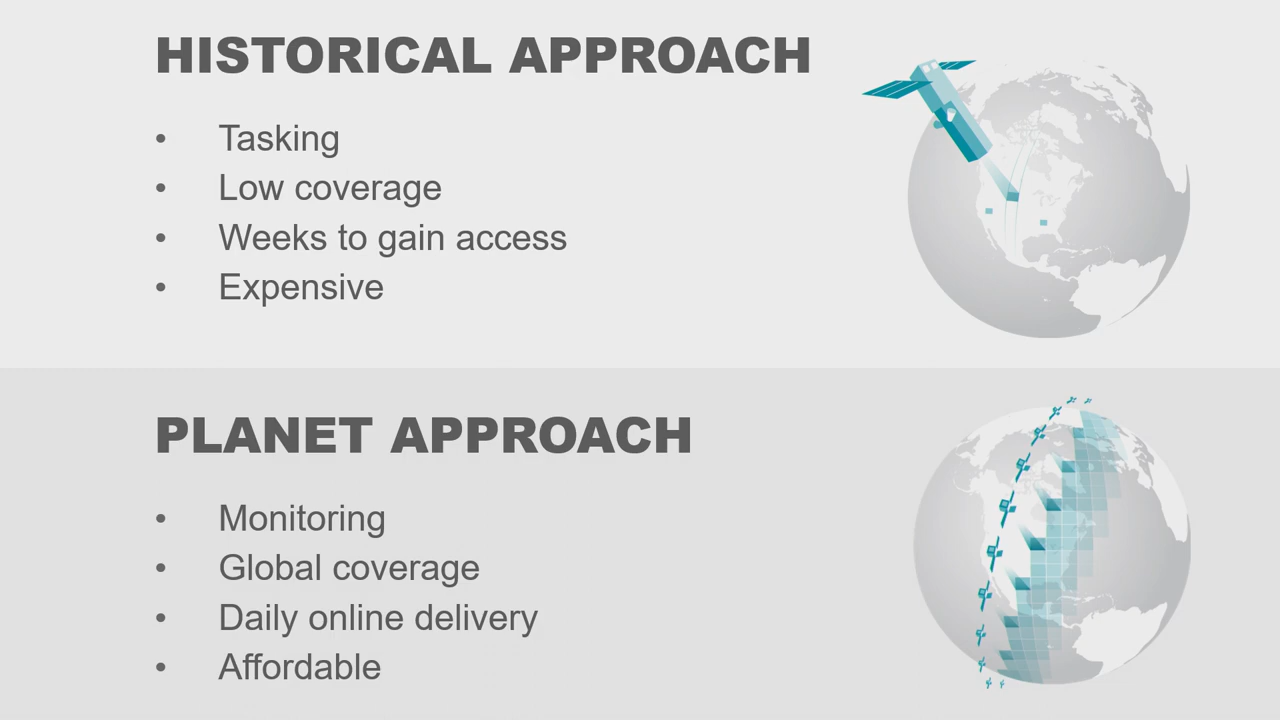 HISTORICAL APPROACH
• Tasking
• Low coverage
• Weeks to gain access
• Expensive
PLANET APPROACH
• Monitoring
• Global coverage
• Daily online delivery
• Affordable